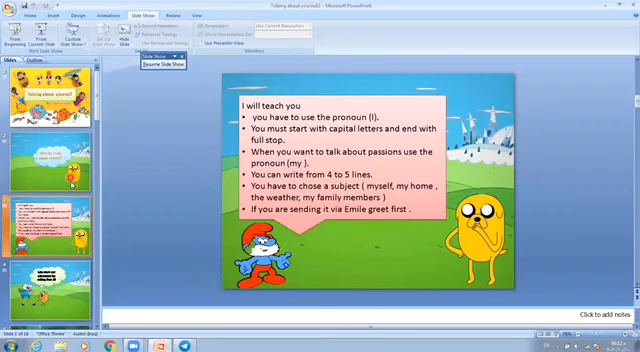 Talking about yourself2 - Microsoft PowerPoint
Home Insert Design Animations Slide Show Review View
From Beginning
From Current Slide
Custom Slide Show
Start Slide Show
Set Up Slide Show
Hide Slide
Record Narration
Rehearse Timings
Use Rehearsed Timings
Resolution:
Use Current Resolution
Show Presentation On:
Use Presenter View
Monitors
Slide Show
Resume Slide Show
Slides Outline
Talking about yourself
I will teach you
• you have to use the pronoun (I).
• You must start with capital letters and end with
full stop.
• When you want to talk about passions use the
pronoun (my ).
• You can write from 4 to 5 lines.
• You have to chose a subject ( myself, my home ,
the weather, my family members )
• If you are sending it via Emile greet first .
Click to add notes
"Office Theme"